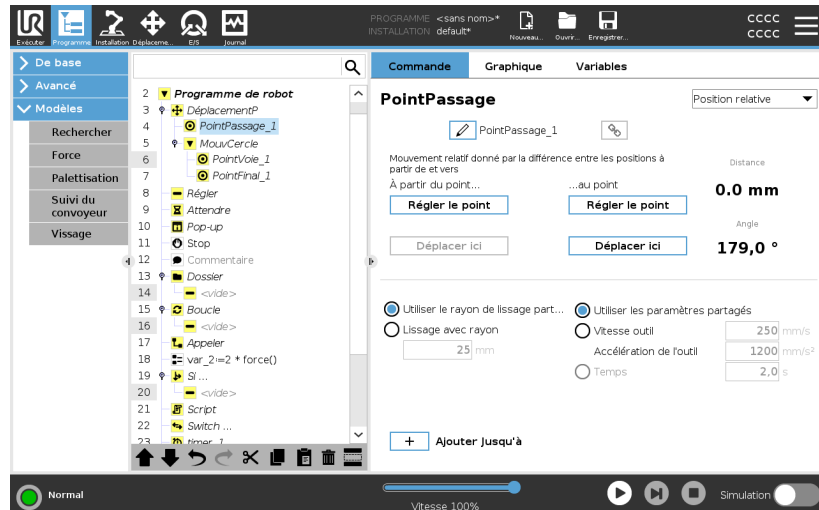 PROGRAMME <sans nom>*
INSTALLATION default*
Exécuter
Programme
Installation
Déplaceme...
E/S
Journal
Nouveau...
Ouvrir...
Enregistrer...
cccc
cccc
De base
Avancé
Modèles
Rechercher
Force
Palettisation
Suivi du
convoyeur
Vissage
2 Programme de robot
3 DéplacementP
4 PointPassage_1
5 MouvCercle
6 PointVoie_1
7 PointFinal_1
8 Régler
9 Attendre
10 Pop-up
11 Stop
12 Commentaire
13 Dossier
14 <vide>
15 Boucle
16 <vide>
17 Appeler
18 var_2:=2 * force()
19 Si ...
20 <vide>
21 Script
22 Switch ...
23 timer_1
Commande Graphique Variables
PointPassage
Position relative
PointPassage_1
Mouvement relatif donné par la différence entre les positions à
partir de et vers
À partir du point...
...au point
Régler le point
Régler le point
Déplacer ici
Déplacer ici
Distance
0.0 mm
Angle
179,0 °
Utiliser le rayon de lissage part...
Lissage avec rayon
25 mm
Utiliser les paramètres partagés
Vitesse outil 250 mm/s
Accélération de l'outil 1200 mm/s²
Temps 2,0 s
+ Ajouter Jusqu'à
Normal
Vitesse 100%
Simulation